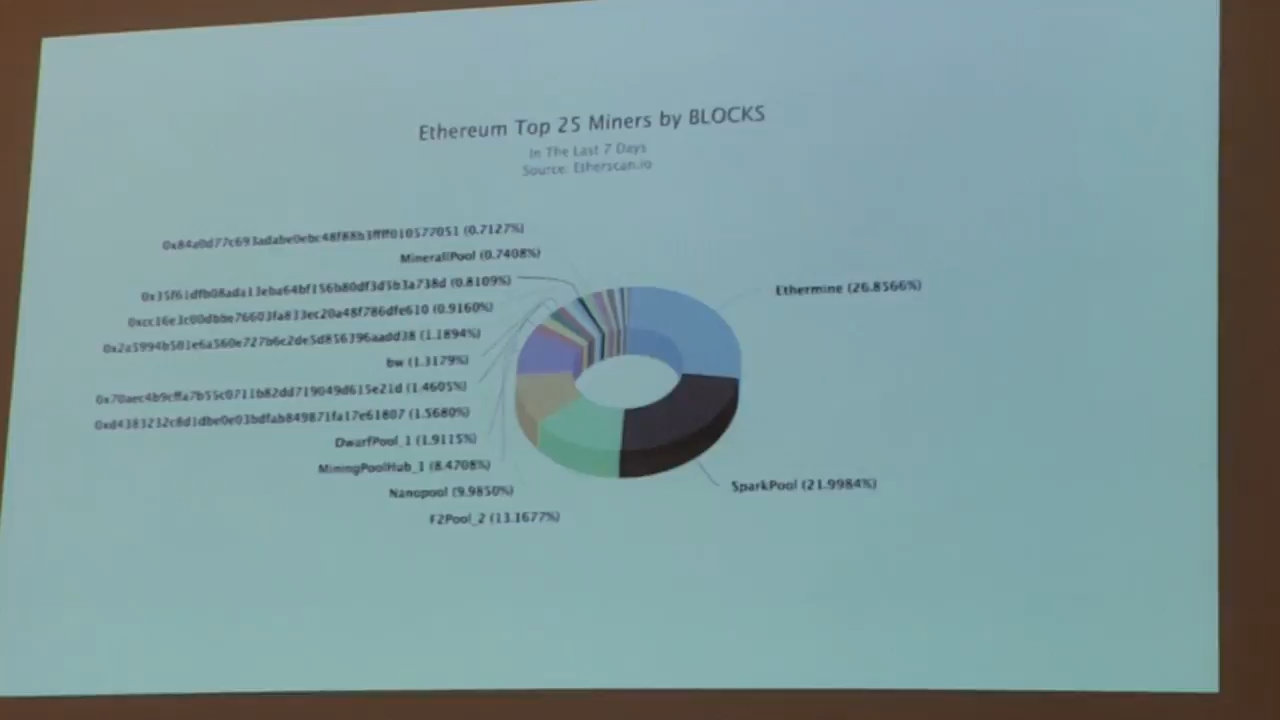 Ethereum Top 25 Miners by BLOCKS
In The Last 7 Days
Source: Etherscan.io
(0.7127%)
MinerallPool (0.7408%)
(0.8109%)
(0.9160%)
(1.1894%)
bw (1.3179%)
(1.4605%)
(1.5680%)
DwarfPool_1 (1.9115%)
MiningPoolHub_1 (8.4708%)
Nanopool (9.9850%)
F2Pool_2 (13.1677%)
Ethermine (26.8566%)
SparkPool (21.9984%)